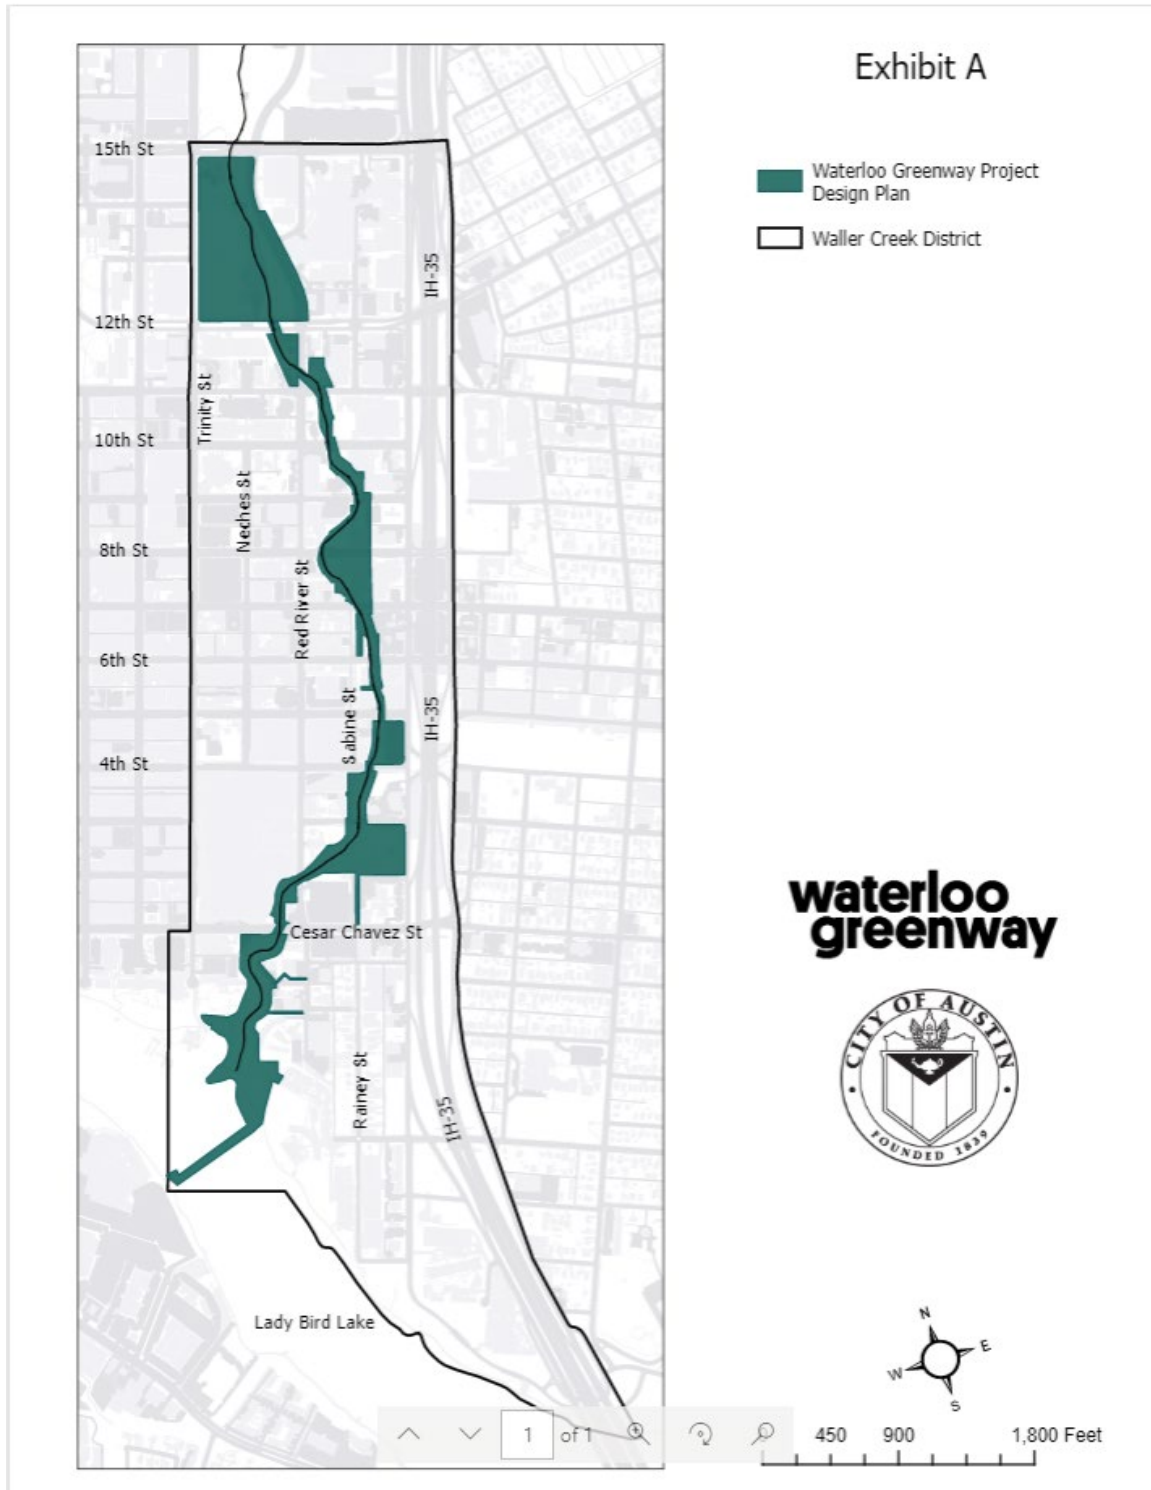 Exhibit A
15th St
Waterloo Greenway Project
Design Plan
Waller Creek District
IH-35
12th St
Trinity St
10th St
Neches St
8th St
Red River St
6th St
Sabine St
IH-35
4th St
waterloo
greenway
Cesar Chavez St
CITY OF AUSTIN
FOUNDED 1839
Rainey St
IH-35
Lady Bird Lake
N
E
W
S
1 of 1
450 900 1,800 Feet